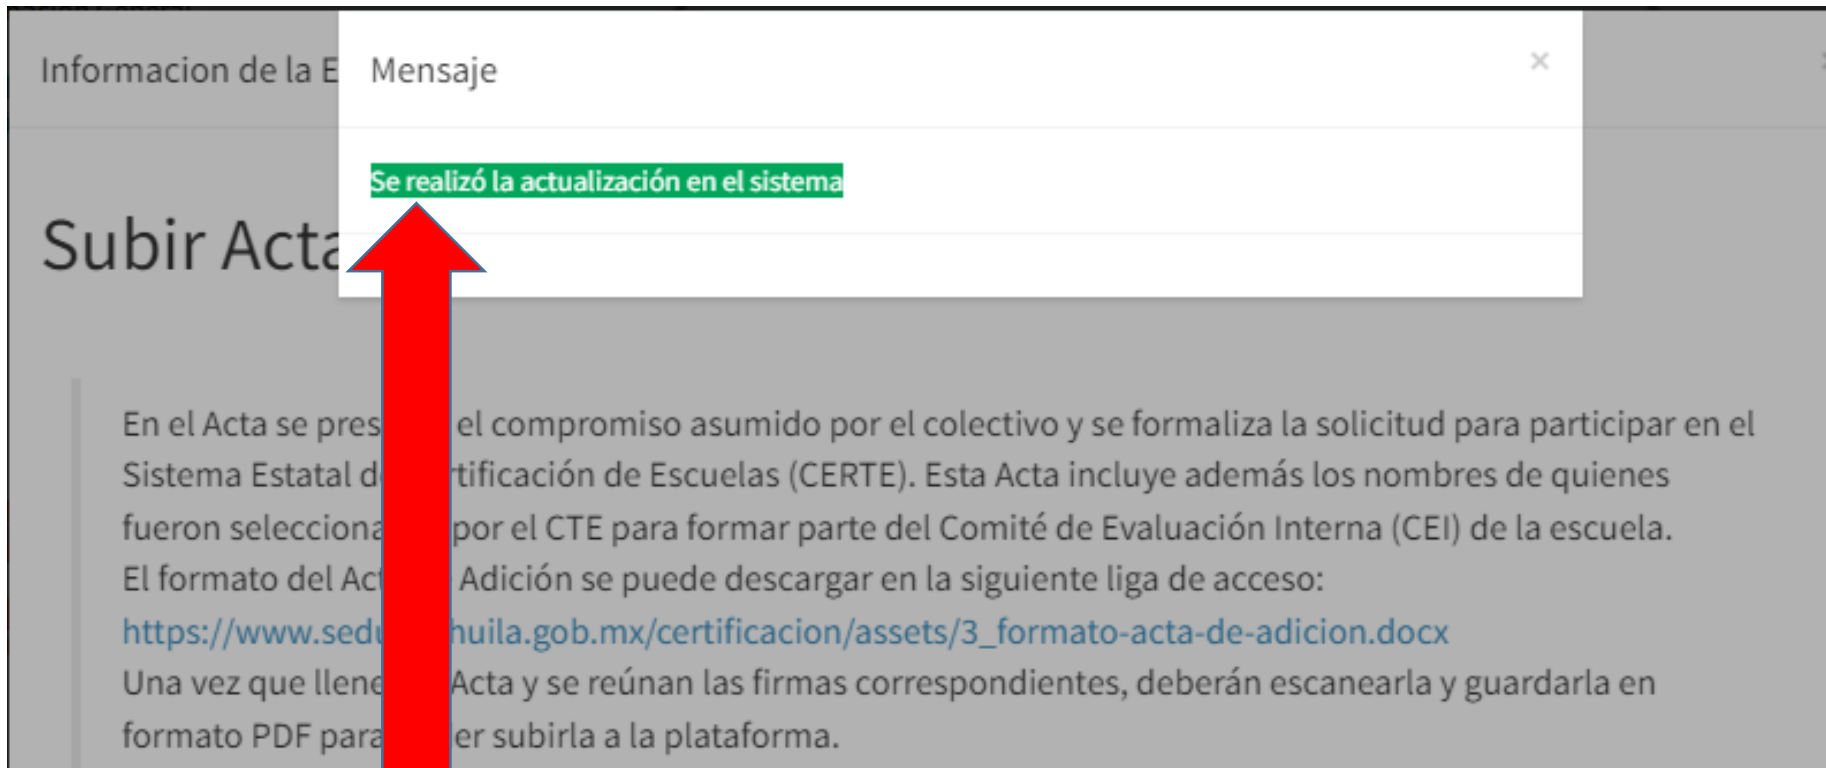 Informacion de la E
Mensaje
×
Se realizó la actualización en el sistema
Subir Acta
En el Acta se pres el compromiso asumido por el colectivo y se formaliza la solicitud para participar en el
Sistema Estatal d tificación de Escuelas (CERTE). Esta Acta incluye además los nombres de quienes
fueron selecciona por el CTE para formar parte del Comité de Evaluación Interna (CEI) de la escuela.
El formato del Act Adición se puede descargar en la siguiente liga de acceso:
https://www.sedu huila.gob.mx/certificacion/assets/3_formato-acta-de-adicion.docx
Una vez que llene Acta y se reúnan las firmas correspondientes, deberán escanearla y guardarla en
formato PDF para er subirla a la plataforma.